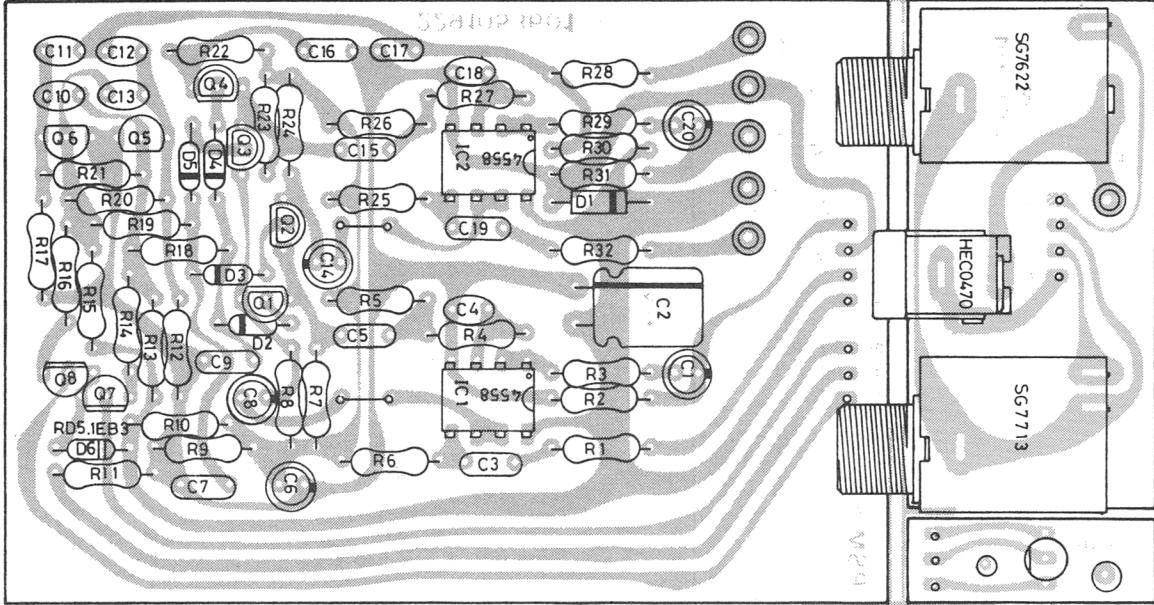 2291053601
C11
C12
R22
C16
C17
C18
R28
SG7622
C10
C13
Q4
R23
R24
R27
R26
R29
C20
Q6
Q5
D5
D4
Q3
C15
IC2
4558
R30
R21
R31
R20
R25
D1
R19
Q2
C19
R17
R18
R32
R16
C14
HEC0470
D3
R15
Q1
R5
C4
C2
R14
D2
R13
R12
C5
R4
C9
Q8
Q7
C8
R8
R7
IC1
4558
R3
R2
C1
SG7713
RD5.1EB3
R10
D6
R9
R6
C3
R1
R11
C7
C6